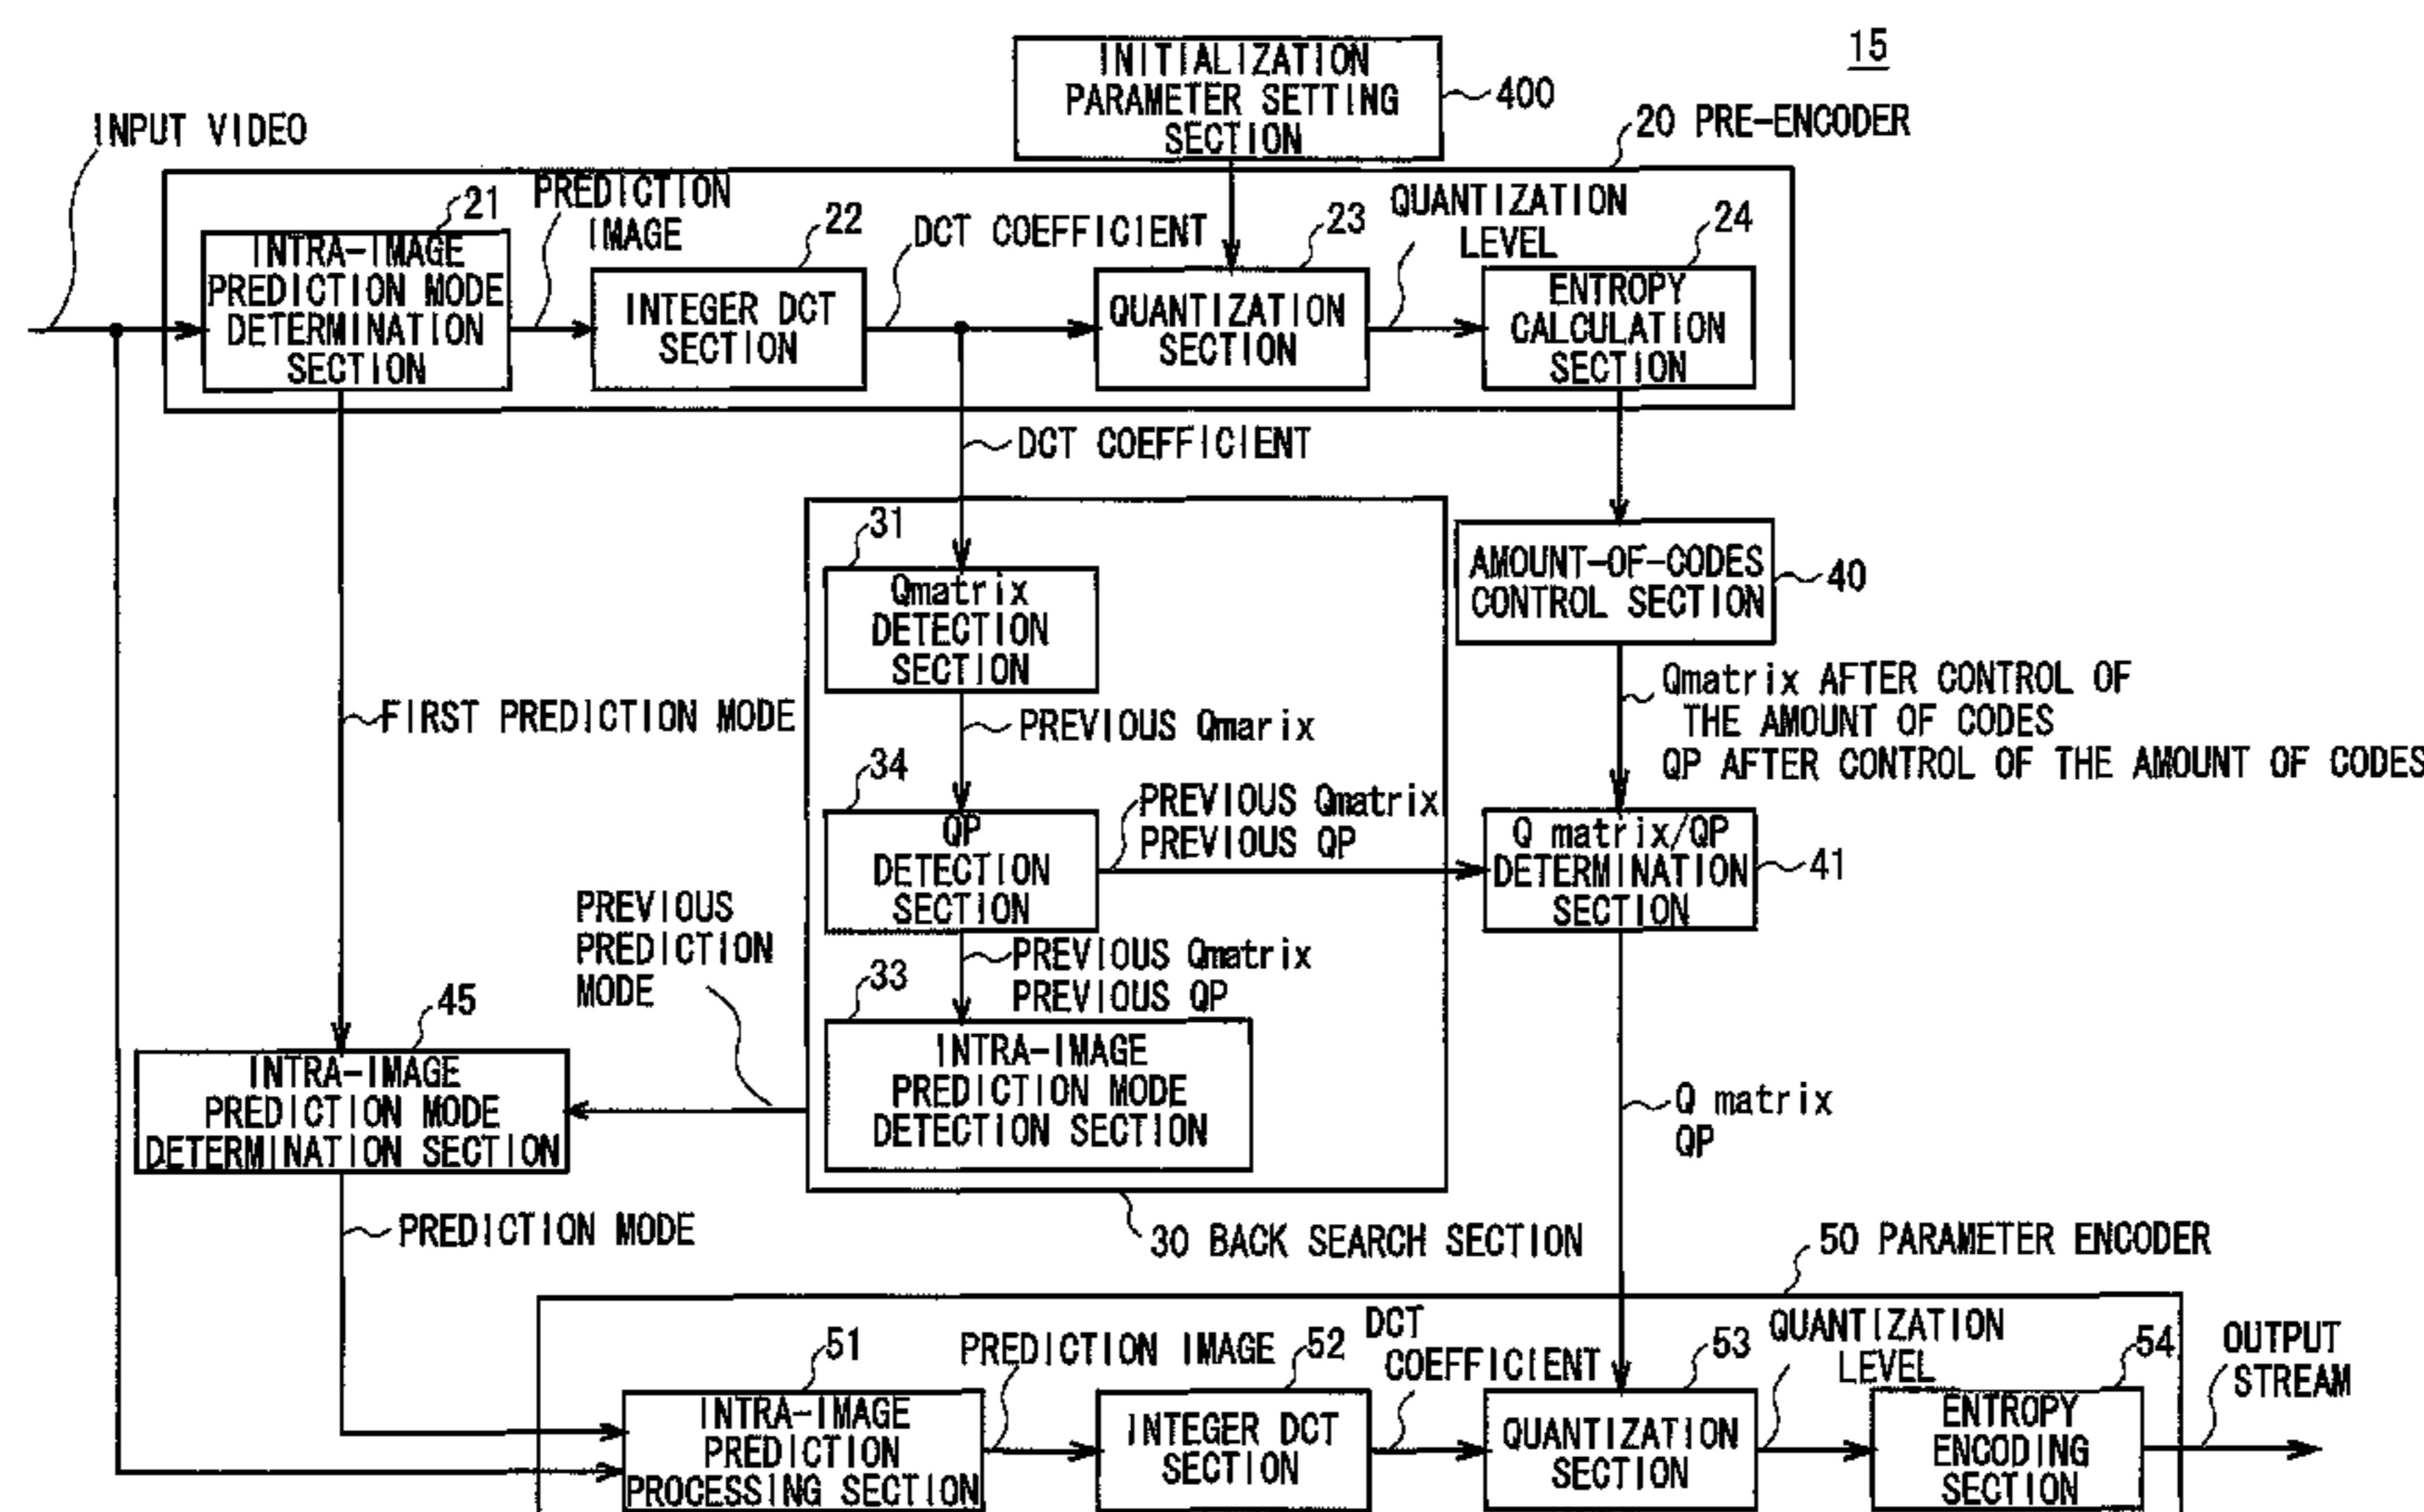 15
INITIALIZATION
PARAMETER SETTING
SECTION
400
INPUT VIDEO
20 PRE-ENCODER
21
INTRA-IMAGE
PREDICTION MODE
DETERMINATION
SECTION
PREDICTION
IMAGE
22
INTEGER DCT
SECTION
DCT COEFFICIENT
23
QUANTIZATION
SECTION
QUANTIZATION
LEVEL
24
ENTROPY
CALCULATION
SECTION
DCT COEFFICIENT
31
Qmatrix
DETECTION
SECTION
AMOUNT-OF-CODES
CONTROL SECTION
40
FIRST PREDICTION MODE
PREVIOUS Qmarix
Qmatrix AFTER CONTROL OF
THE AMOUNT OF CODES
QP AFTER CONTROL OF THE AMOUNT OF CODES
34
QP
DETECTION
SECTION
PREVIOUS Qmatrix
PREVIOUS QP
Q matrix/QP
DETERMINATION
SECTION
41
PREVIOUS
PREDICTION
MODE
PREVIOUS Qmatrix
PREVIOUS QP
33
INTRA-IMAGE
PREDICTION MODE
DETECTION SECTION
45
INTRA-IMAGE
PREDICTION MODE
DETERMINATION SECTION
Q matrix
QP
PREDICTION MODE
30 BACK SEARCH SECTION
50 PARAMETER ENCODER
51
INTRA-IMAGE
PREDICTION
PROCESSING SECTION
PREDICTION IMAGE
52
INTEGER DCT
SECTION
DCT
COEFFICIENT
53
QUANTIZATION
SECTION
QUANTIZATION
LEVEL
54
ENTROPY
ENCODING
SECTION
OUTPUT
STREAM